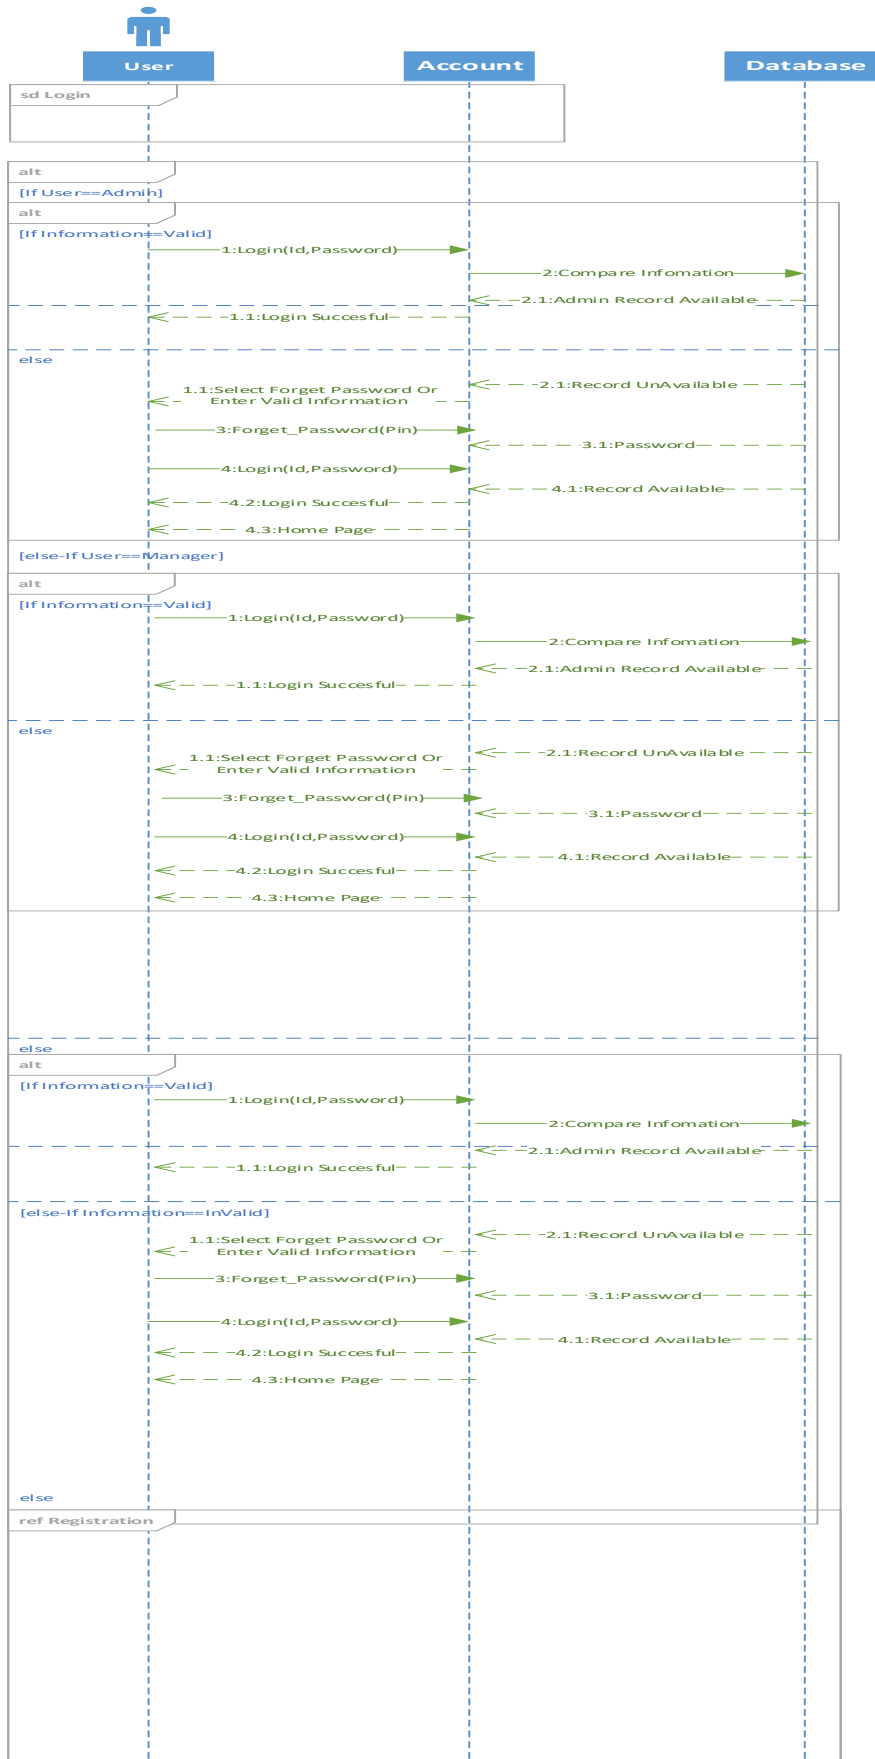 User
Account
Database
sd Login
alt
[If User==Admin]
alt
[If Information==Valid]
1:Login(Id,Password)
2:Compare Infomation
2.1:Admin Record Available
1.1:Login Succesful
else
2.1:Record UnAvailable
1.1:Select Forget Password Or
Enter Valid Information
3:Forget_Password(Pin)
3.1:Password
4:Login(Id,Password)
4.1:Record Available
4.2:Login Succesful
4.3:Home Page
[else-If User==Manager]
alt
[If Information==Valid]
1:Login(Id,Password)
2:Compare Infomation
2.1:Admin Record Available
1.1:Login Succesful
else
2.1:Record UnAvailable
1.1:Select Forget Password Or
Enter Valid Information
3:Forget_Password(Pin)
3.1:Password
4:Login(Id,Password)
4.1:Record Available
4.2:Login Succesful
4.3:Home Page
else
alt
[If Information==Valid]
1:Login(Id,Password)
2:Compare Infomation
2.1:Admin Record Available
1.1:Login Succesful
[else-If Information==InValid]
2.1:Record UnAvailable
1.1:Select Forget Password Or
Enter Valid Information
3:Forget_Password(Pin)
3.1:Password
4:Login(Id,Password)
4.1:Record Available
4.2:Login Succesful
4.3:Home Page
else
ref Registration